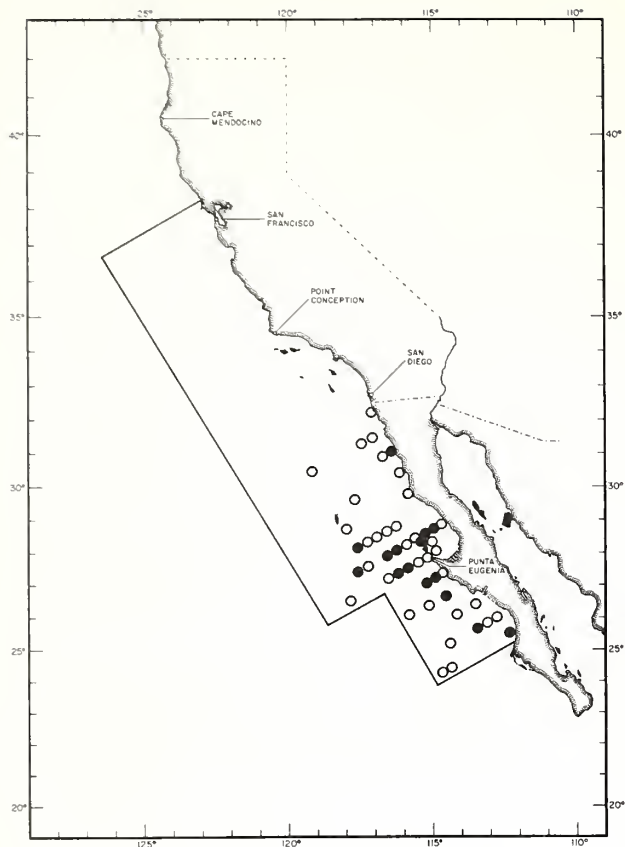 125° 120° 115° 110°
40°
CAPE
MENDOCINO
SAN
FRANCISCO
POINT
CONCEPTION
35° 35°
SAN
DIEGO
30° 30°
PUNTA
EUGENIA
25° 25°
20° 20°
125° 120° 115° 110°